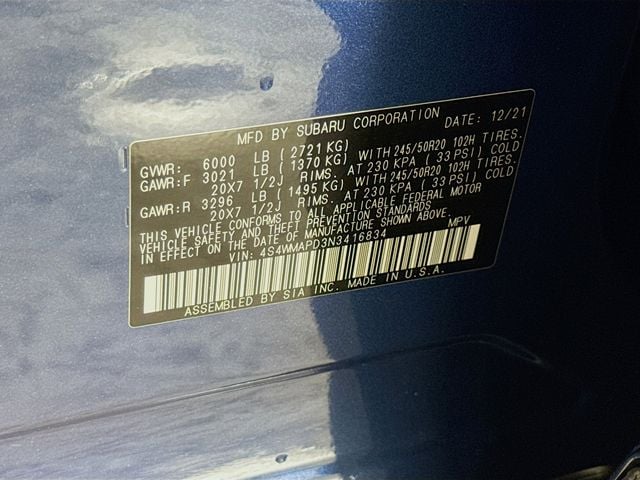 MFD BY SUBARU CORPORATION DATE: 12/21
GVWR: 6000 LB ( 2721 KG)
GAWR:F 3021 LB ( 1370 KG) WITH 245/50R20 102H TIRES.
20X7 1/2J RIMS. AT 230 KPA ( 33 PSI) COLD
GAWR:R 3296 LB ( 1495 KG) WITH 245/50R20 102H TIRES.
20X7 1/2J RIMS. AT 230 KPA ( 33 PSI) COLD
THIS VEHICLE CONFORMS TO ALL APPLICABLE FEDERAL MOTOR
VEHICLE SAFETY AND THEFT PREVENTION STANDARDS
IN EFFECT ON THE DATE OF MANUFACTURE SHOWN ABOVE.
VIN: 4S4WMAPD3N3416834 MPV
ASSEMBLED BY SIA INC. MADE IN U.S.A.